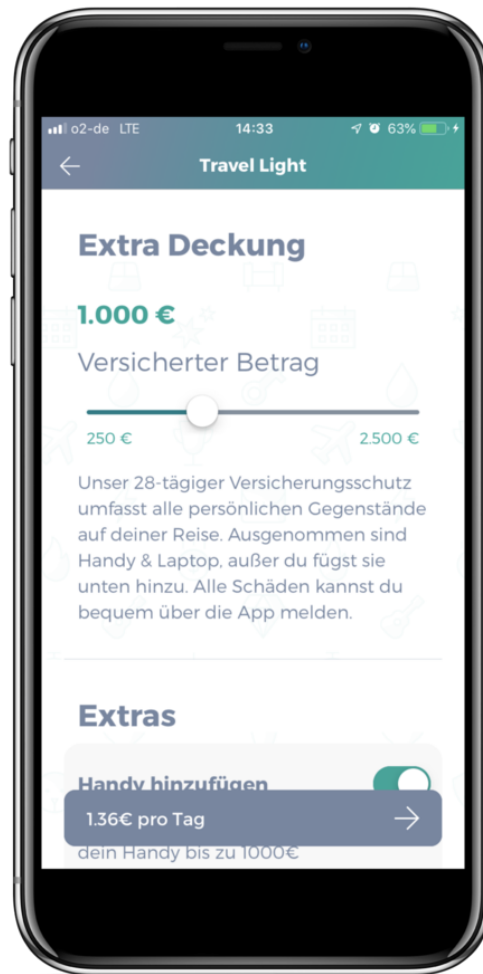 o2-de LTE 14:33 63%
Travel Light
Extra Deckung
1.000 €
Versicherter Betrag
250 € 2.500 €
Unser 28-tägiger Versicherungsschutz
umfasst alle persönlichen Gegenstände
auf deiner Reise. Ausgenommen sind
Handy & Laptop, außer du fügst sie
unten hinzu. Alle Schäden kannst du
bequem über die App melden.
Extras
Handy hinzufügen
1.36€ pro Tag
dein Handy bis zu 1000€